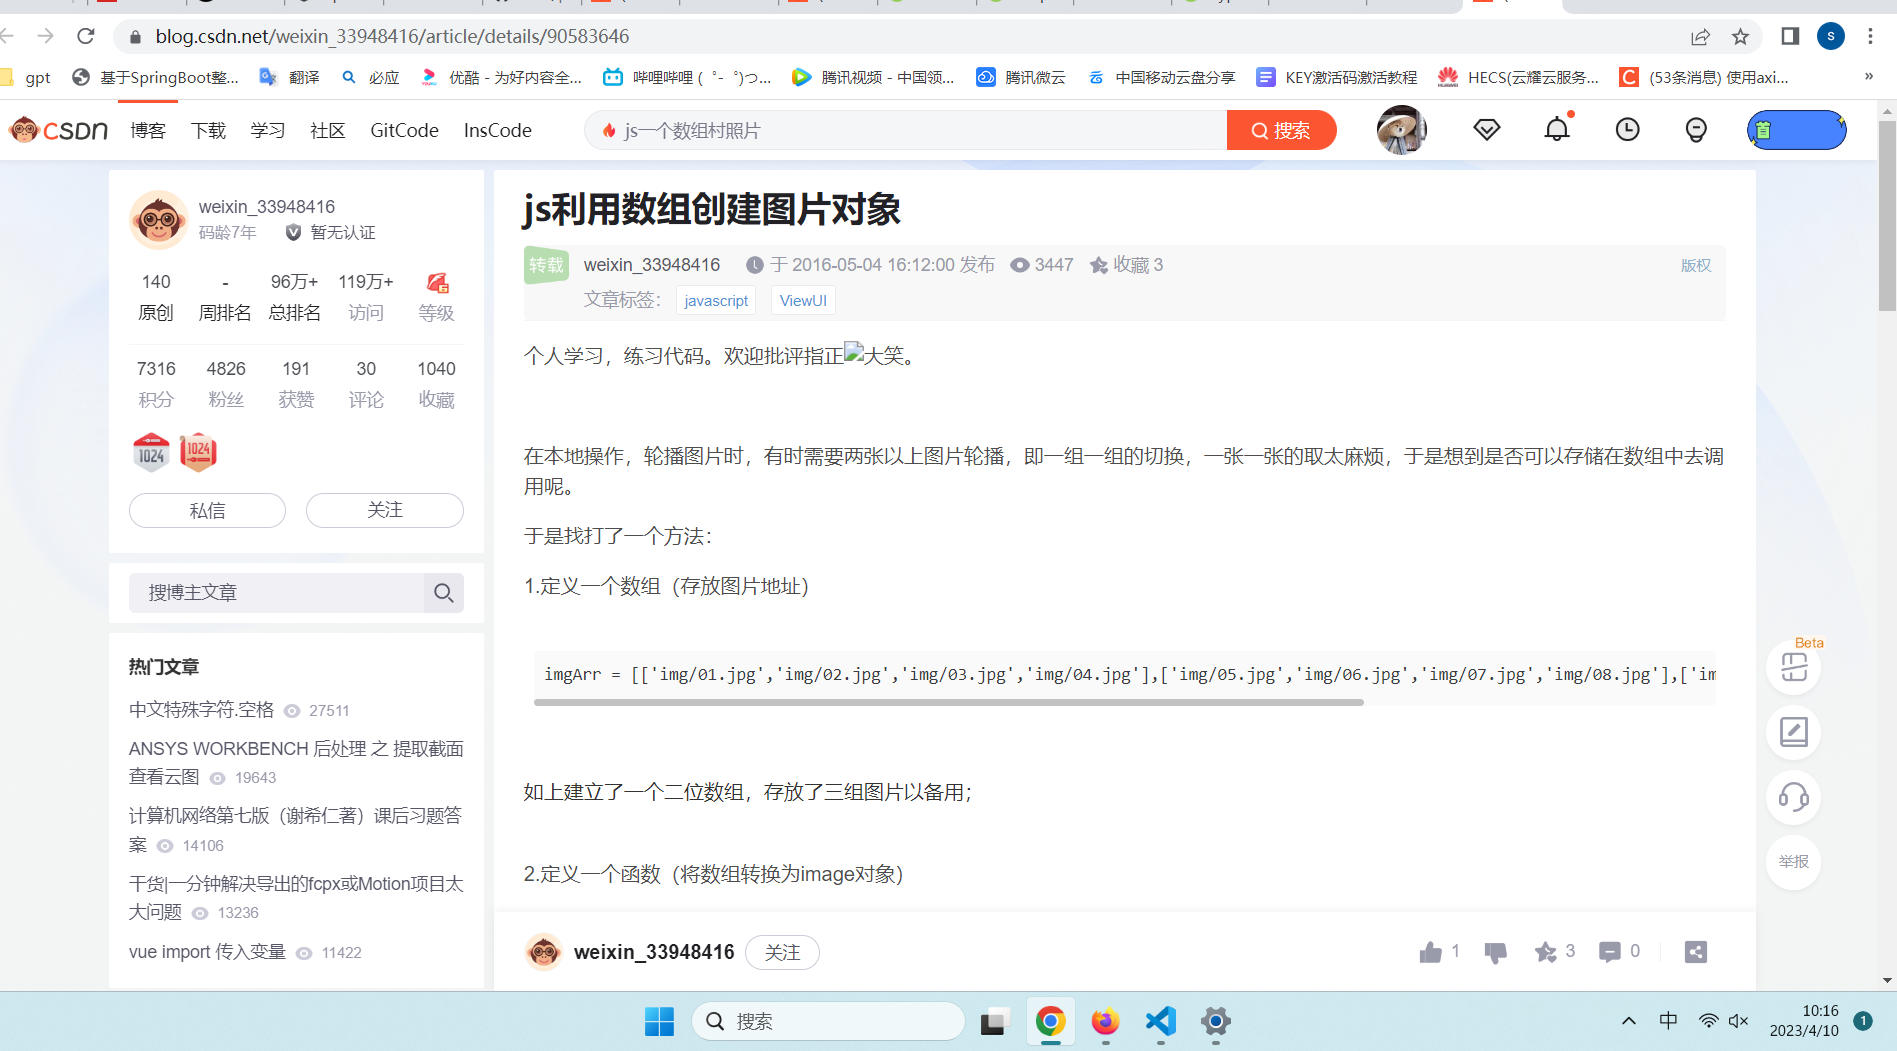 blog.csdn.net/weixin_33948416/article/details/90583646
S
gpt
基于SpringBoot整...
翻译
必应
优酷 - 为好内容全...
哔哩哔哩 ( ゜- ゜)つ...
腾讯视频 - 中国领...
腾讯微云
中国移动云盘分享
KEY激活码激活教程
HECS(云耀云服务...
(53条消息) 使用axi...
»
CSDN
博客
下载
学习
社区
GitCode
InsCode
js一个数组村照片
搜索
weixin_33948416
码龄7年
暂无认证
140
原创
-
周排名
96万+
总排名
119万+
访问
等级
7316
积分
4826
粉丝
191
获赞
30
评论
1040
收藏
1024
1024
私信
关注
搜博主文章
热门文章
中文特殊字符.空格 27511
ANSYS WORKBENCH 后处理 之 提取截面
查看云图 19643
计算机网络第七版（谢希仁著）课后习题答
案 14106
干货|一分钟解决导出的fcpx或Motion项目太
大问题 13236
vue import 传入变量 11422
js利用数组创建图片对象
转载
weixin_33948416
于 2016-05-04 16:12:00 发布
3447
收藏 3
版权
文章标签：
javascript
ViewUI
个人学习，练习代码。欢迎批评指正大笑。
在本地操作，轮播图片时，有时需要两张以上图片轮播，即一组一组的切换，一张一张的取太麻烦，于是想到是否可以存储在数组中去调
用呢。
于是找打了一个方法：
1.定义一个数组（存放图片地址）
imgArr = [['img/01.jpg','img/02.jpg','img/03.jpg','img/04.jpg'],['img/05.jpg','img/06.jpg','img/07.jpg','img/08.jpg'],['im
如上建立了一个二位数组，存放了三组图片以备用；
2.定义一个函数（将数组转换为image对象）
weixin_33948416
关注
1
3
0
Beta
举报
搜索
中
10:16
2023/4/10
1